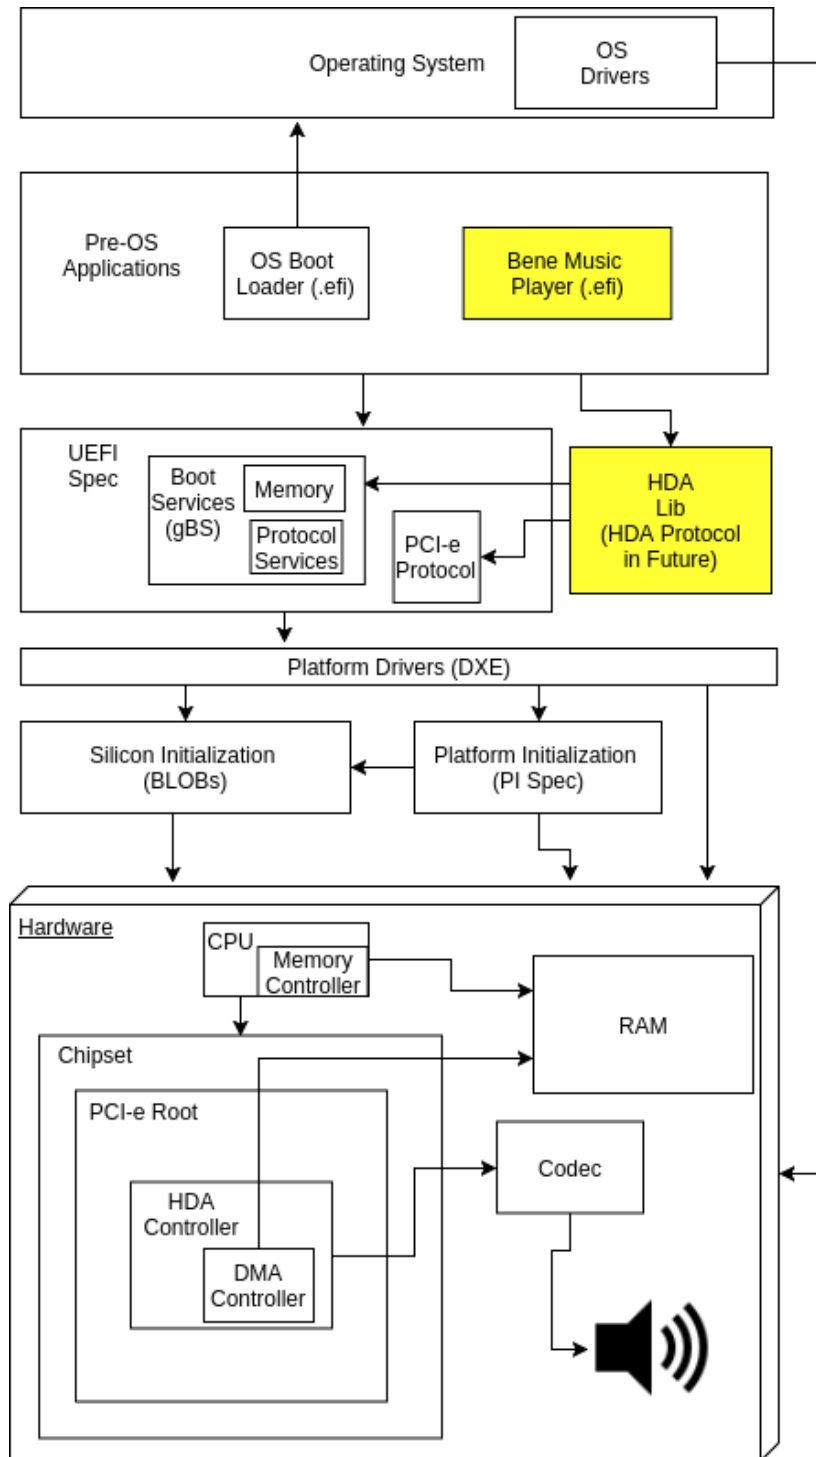 Operating System
OS
Drivers
Pre-OS
Applications
OS Boot
Loader (.efi)
Bene Music
Player (.efi)
UEFI
Spec
Boot
Services
(gBS)
Memory
Protocol
Services
PCI-e
Protocol
HDA
Lib
(HDA Protocol
in Future)
Platform Drivers (DXE)
Silicon Initialization
(BLOBs)
Platform Initialization
(PI Spec)
Hardware
CPU
Memory
Controller
RAM
Chipset
PCI-e Root
HDA
Controller
DMA
Controller
Codec